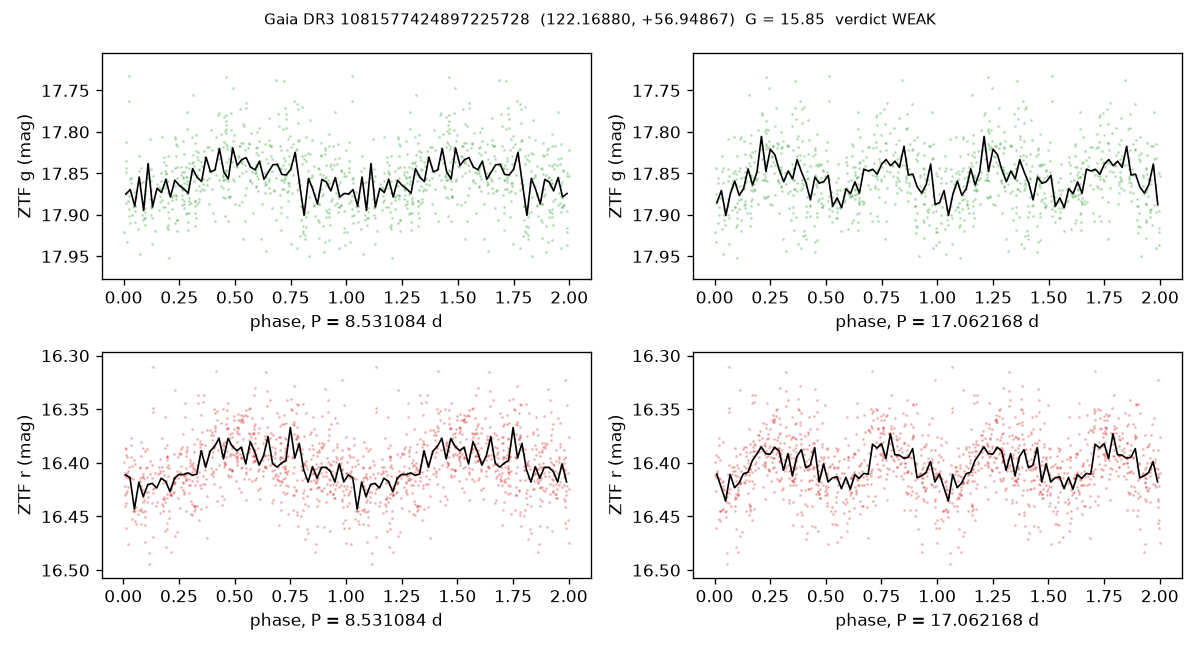 Gaia DR3 1081577424897225728  (122.16880, +56.94867)  G = 15.85  verdict WEAK
ZTF g (mag)
17.75
17.80
17.85
17.90
17.95
0.00 0.25 0.50 0.75 1.00 1.25 1.50 1.75 2.00
phase, P = 8.531084 d
ZTF g (mag)
17.75
17.80
17.85
17.90
17.95
0.00 0.25 0.50 0.75 1.00 1.25 1.50 1.75 2.00
phase, P = 17.062168 d
ZTF r (mag)
16.30
16.35
16.40
16.45
16.50
0.00 0.25 0.50 0.75 1.00 1.25 1.50 1.75 2.00
phase, P = 8.531084 d
ZTF r (mag)
16.30
16.35
16.40
16.45
16.50
0.00 0.25 0.50 0.75 1.00 1.25 1.50 1.75 2.00
phase, P = 17.062168 d